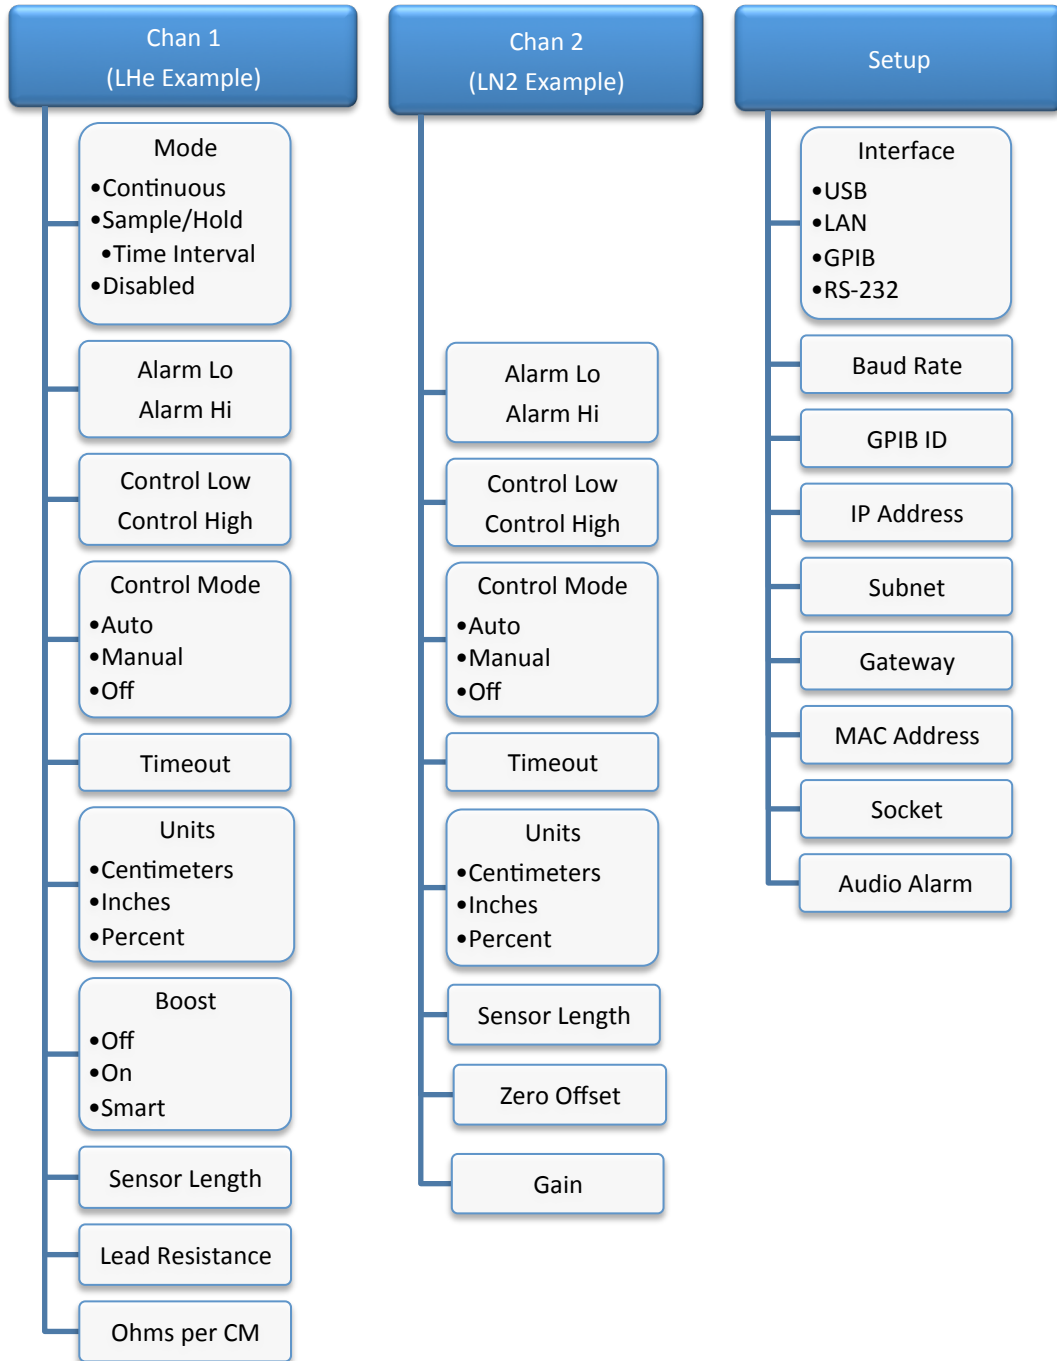 Chan 1
(LHe Example)
Mode
•Continuous
•Sample/Hold
•Time Interval
•Disabled
Alarm Lo
Alarm Hi
Control Low
Control High
Control Mode
•Auto
•Manual
•Off
Timeout
Units
•Centimeters
•Inches
•Percent
Boost
•Off
•On
•Smart
Sensor Length
Lead Resistance
Ohms per CM
Chan 2
(LN2 Example)
Alarm Lo
Alarm Hi
Control Low
Control High
Control Mode
•Auto
•Manual
•Off
Timeout
Units
•Centimeters
•Inches
•Percent
Sensor Length
Zero Offset
Gain
Setup
Interface
•USB
•LAN
•GPIB
•RS-232
Baud Rate
GPIB ID
IP Address
Subnet
Gateway
MAC Address
Socket
Audio Alarm